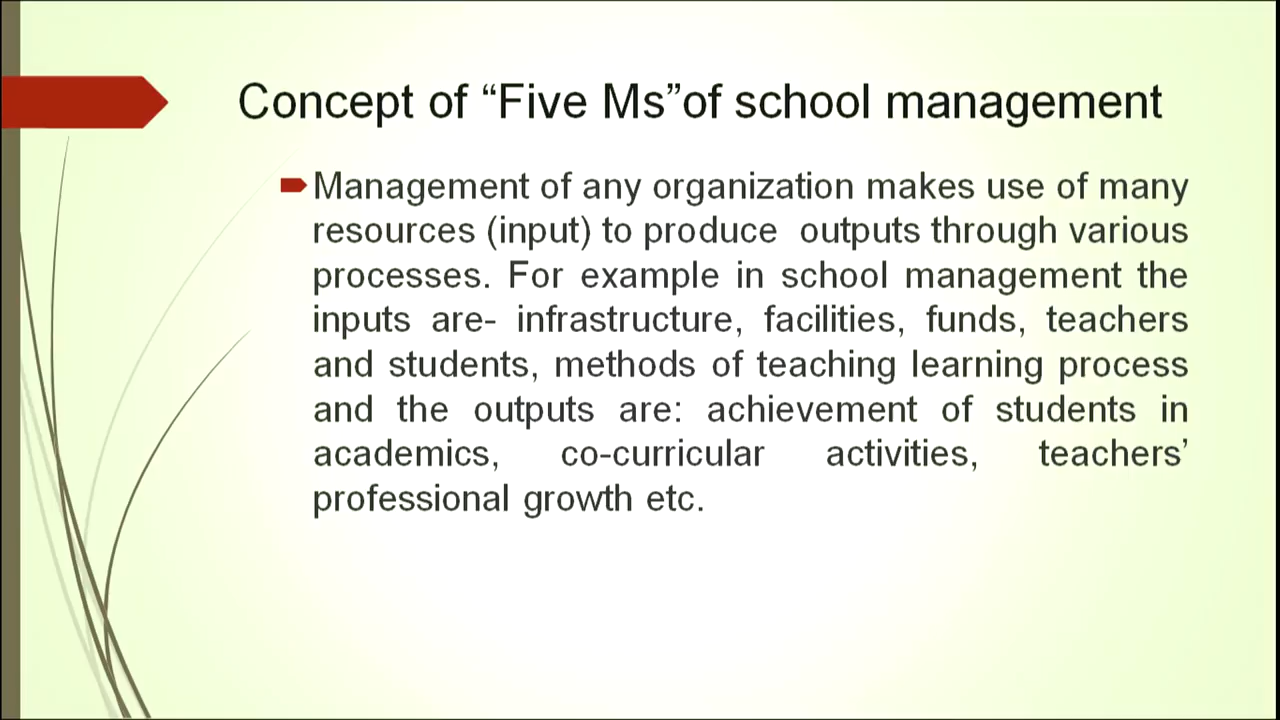 Concept of “Five Ms”of school management
Management of any organization makes use of many
resources (input) to produce outputs through various
processes. For example in school management the
inputs are- infrastructure, facilities, funds, teachers
and students, methods of teaching learning process
and the outputs are: achievement of students in
academics, co-curricular activities, teachers’
professional growth etc.